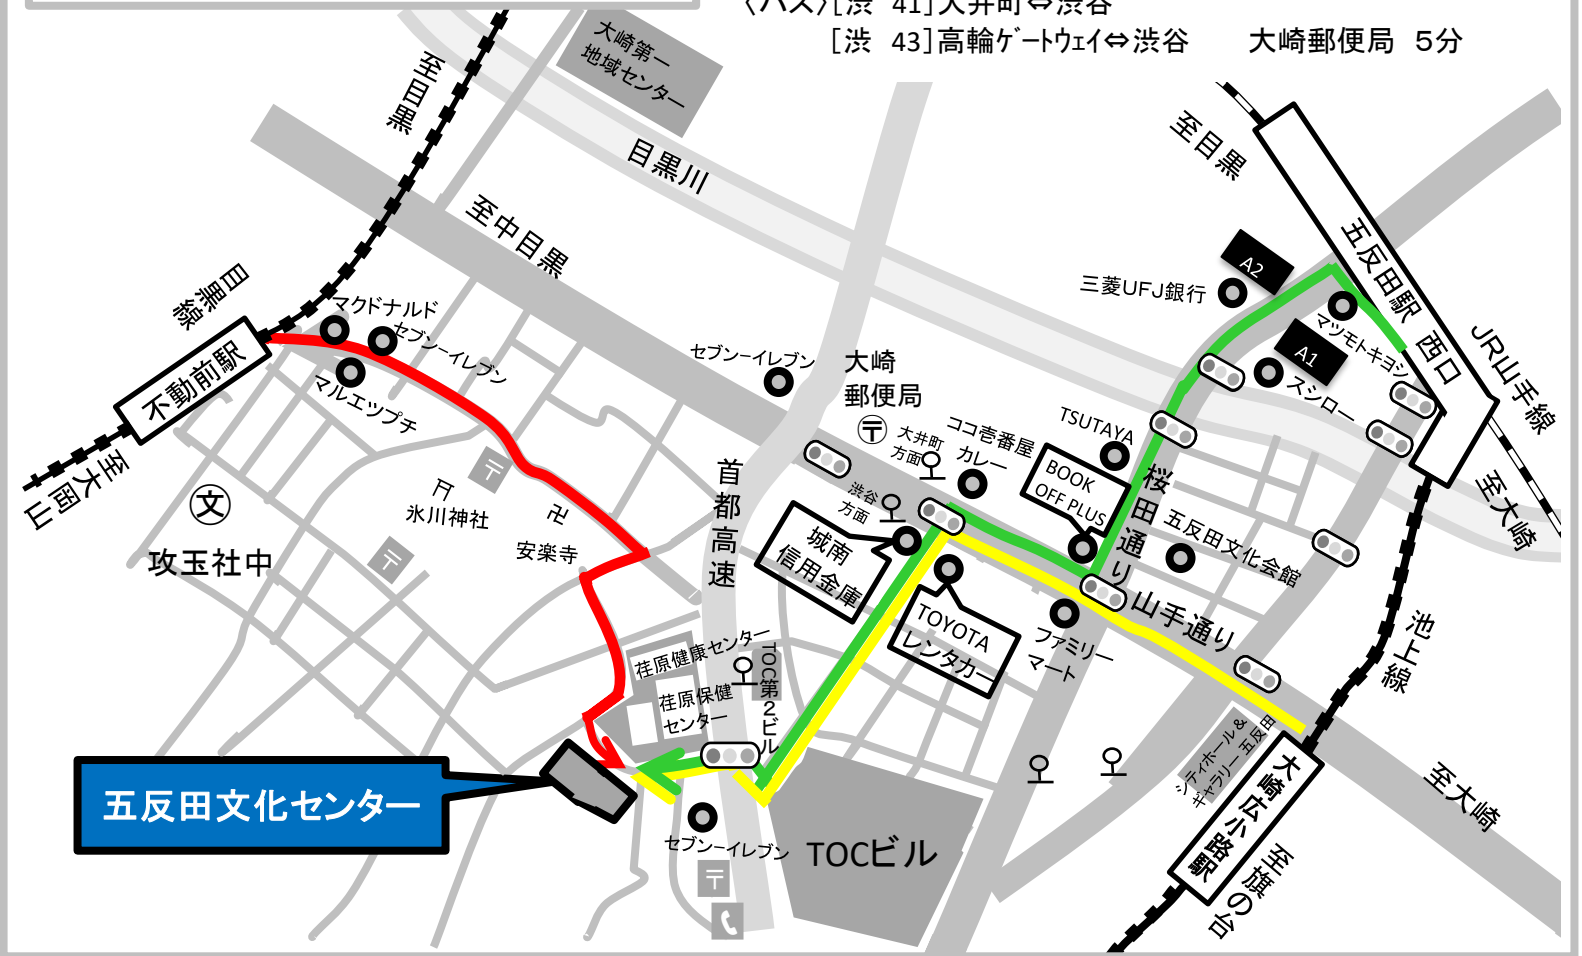 〈バス〉[渋 41]大井町⇔渋谷
[渋 43]高輪ゲートウェイ⇔渋谷 大崎郵便局 5分
大崎第一
地域センター
至目黒
目黒川
至目黒
至中目黒
五反田駅 西口
A2
三菱UFJ銀行
目黒線
マクドナルド
セブン-イレブン
マルエツプチ
不動前駅
マツモトキヨシ
A1
スシロー
JR山手線
セブン-イレブン
大崎
郵便局
〒
大井町
方面
ココ壱番屋
カレー
TSUTAYA
BOOK
OFF PLUS
桜田通り
至大岡山
文
攻玉社中
〒
氷川神社
卍
安楽寺
〒
首都高速
渋谷
方面
城南
信用金庫
五反田文化会館
至大崎
TOYOTA
レンタカー
ファミリー
マート
山手通り
池上線
荏原健康センター
荏原保健
センター
TOC第2ビル
シティホール&
ギャラリー五反田
大崎広小路駅
至大崎
五反田文化センター
セブン-イレブン
〒
TOCビル
至旗の台